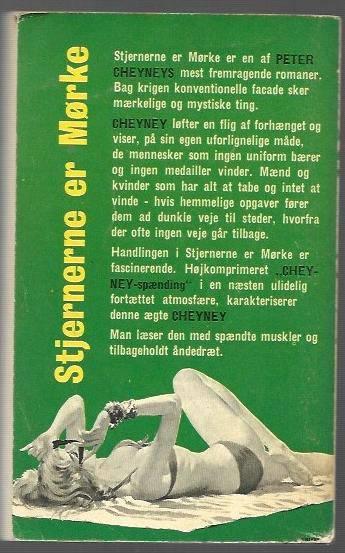 Stjernerne er Mørke
Stjernerne er Mørke er en af PETER
CHEYNEYS mest fremragende romaner.
Bag krigen konventionelle facade sker
mærkelige og mystiske ting.
CHEYNEY løfter en flig af forhænget og
viser, på sin egen uforlignelige måde,
de mennesker som ingen uniform bærer
og ingen medailler vinder. Mænd og
kvinder som har alt at tabe og intet at
vinde - hvis hemmelige opgaver fører
dem ad dunkle veje til steder, hvorfra
der ofte ingen veje går tilbage.
Handlingen i Stjernerne er Mørke er
fascinerende. Højkomprimeret „CHEY-
NEY-spænding" i en næsten ulidelig
fortættet atmosfære, karakteriserer
denne ægte CHEYNEY
Man læser den med spændte muskler og
tilbageholdt åndedræt.